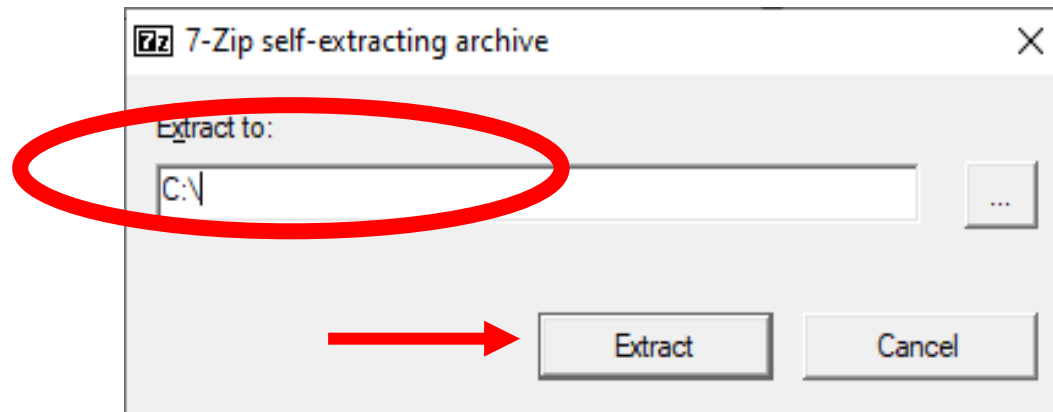 7z 7-Zip self-extracting archive
Extract to:
C:\
...
Extract Cancel